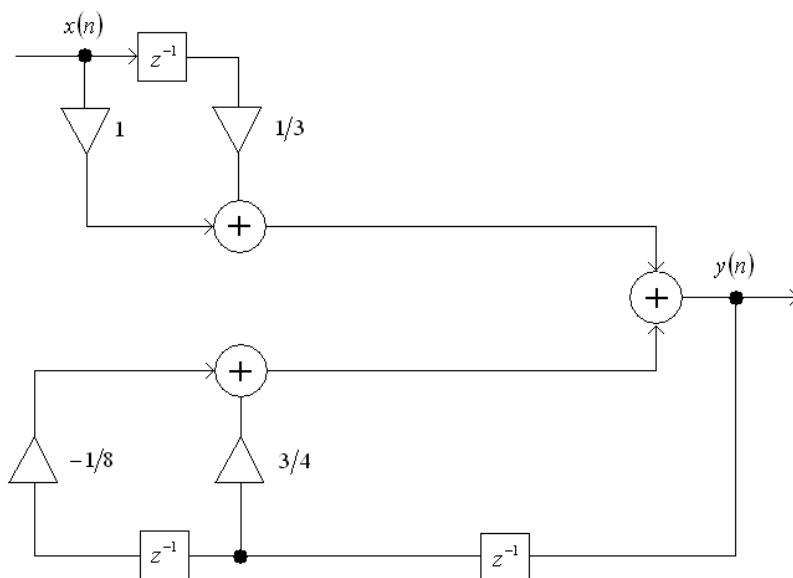 x(n)
z⁻¹
1
1/3
+
+
y(n)
+
-1/8
3/4
z⁻¹
z⁻¹